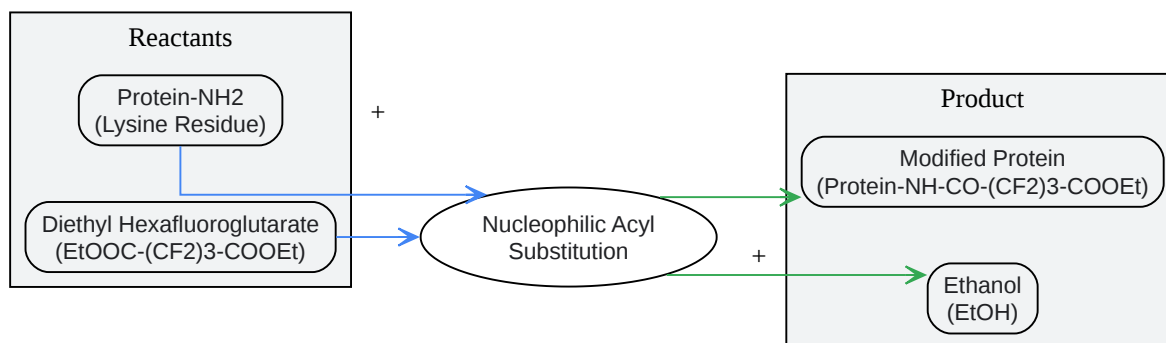 Reactants
Protein-NH2
(Lysine Residue)
+
Diethyl Hexafluoroglutarate
(EtOOC-(CF2)3-COOEt)
Nucleophilic Acyl
Substitution
+
Product
Modified Protein
(Protein-NH-CO-(CF2)3-COOEt)
Ethanol
(EtOH)